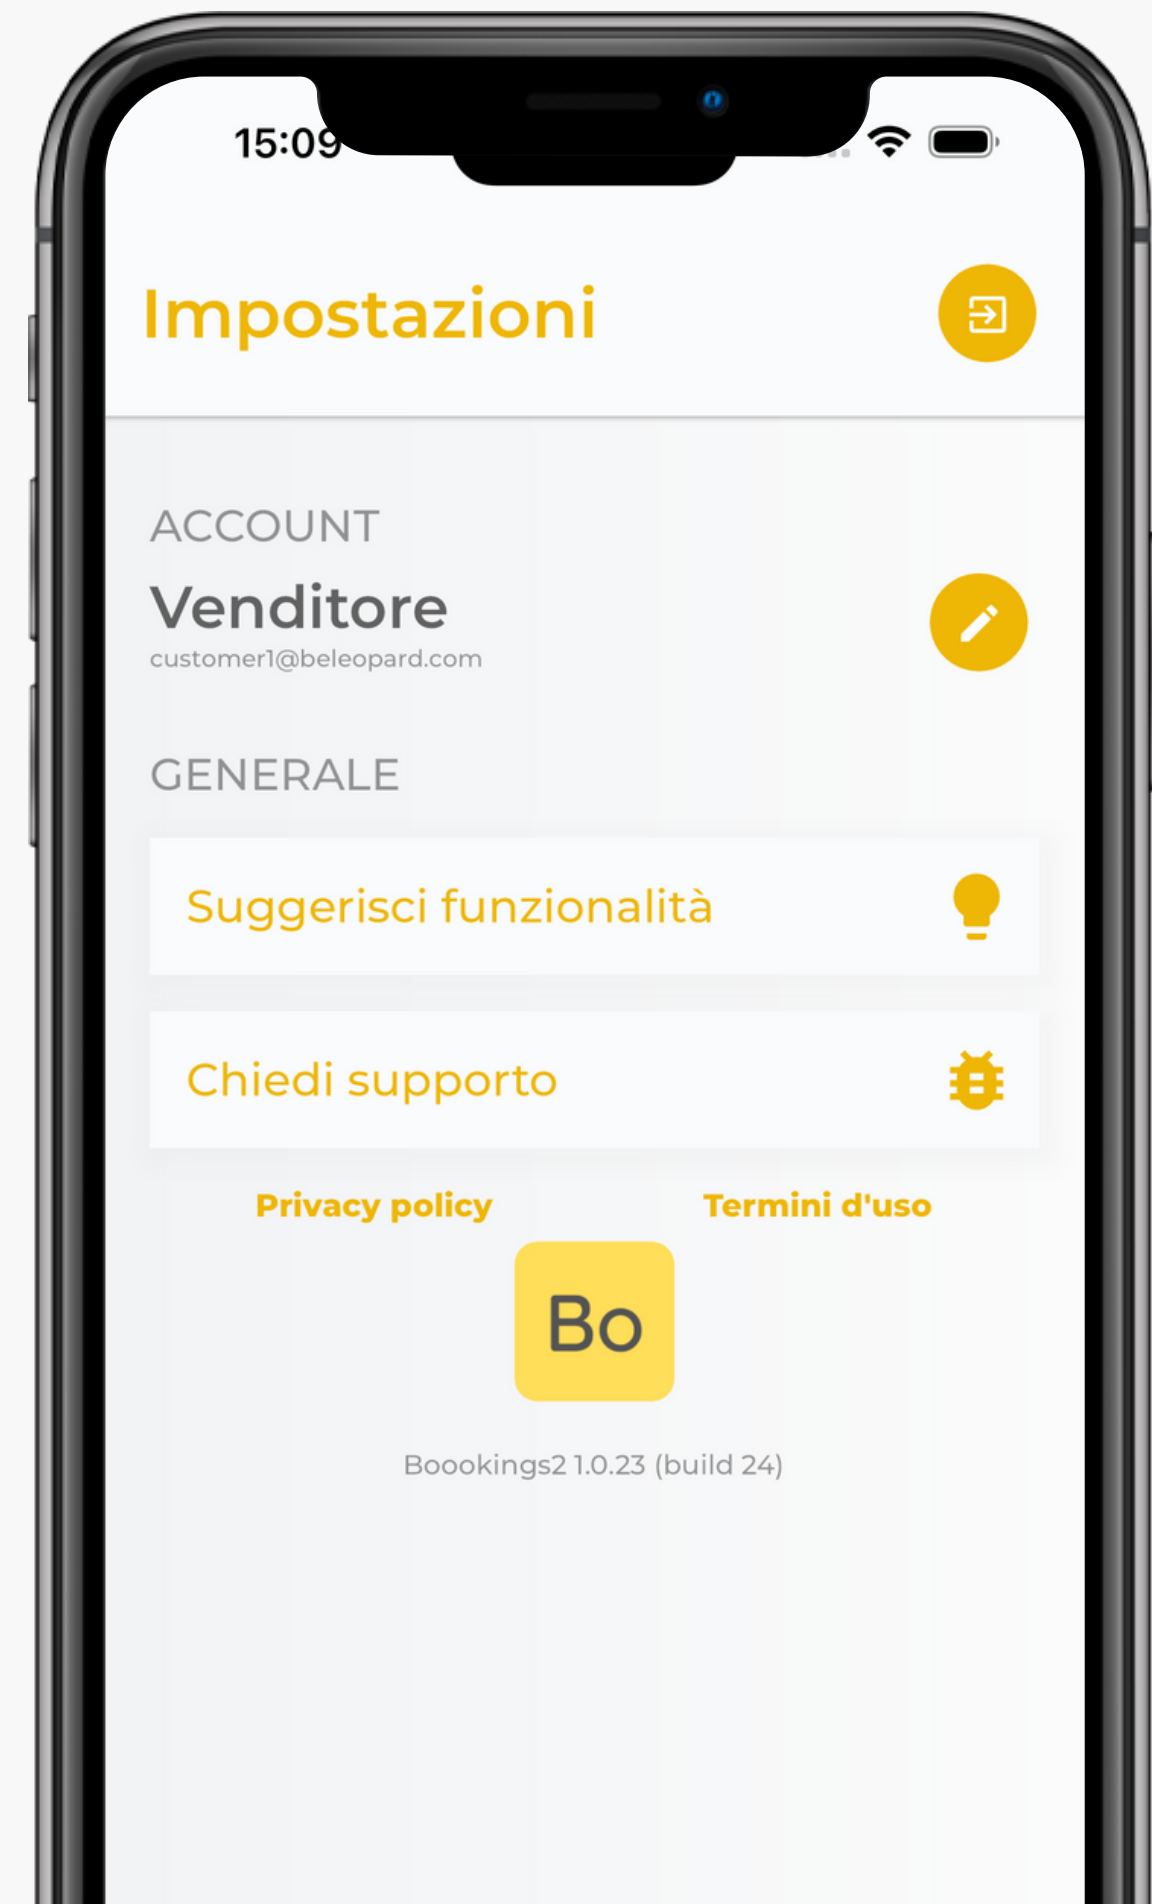 15:09
Impostazioni
ACCOUNT
Venditore
customer1@beleopard.com
GENERALE
Suggerisci funzionalità
Chiedi supporto
Privacy policy Termini d'uso
Bo
Boookings2 1.0.23 (build 24)